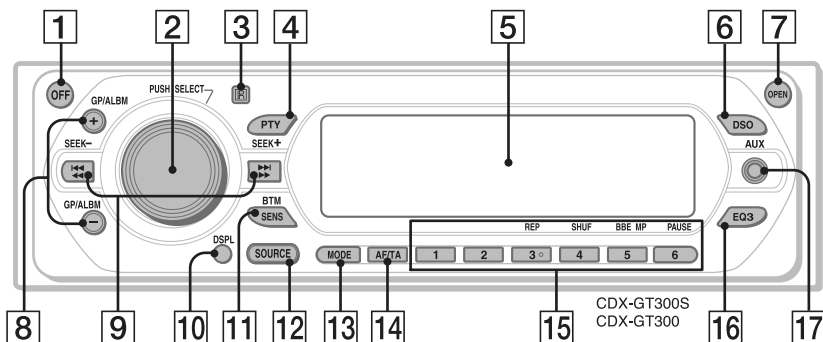 1 2 3 4 5 6 7
OFF
GP/ALBM
+
PUSH SELECT
PTY
DSO
OPEN
SEEK–
SEEK+
AUX
GP/ALBM
–
BTM
SENS
EQ3
DSPL
SOURCE
MODE
AF/TA
REP SHUF BBE MP PAUSE
1 2 3 4 5 6
CDX-GT300S
CDX-GT300
8 9 10 11 12 13 14 15 16 17